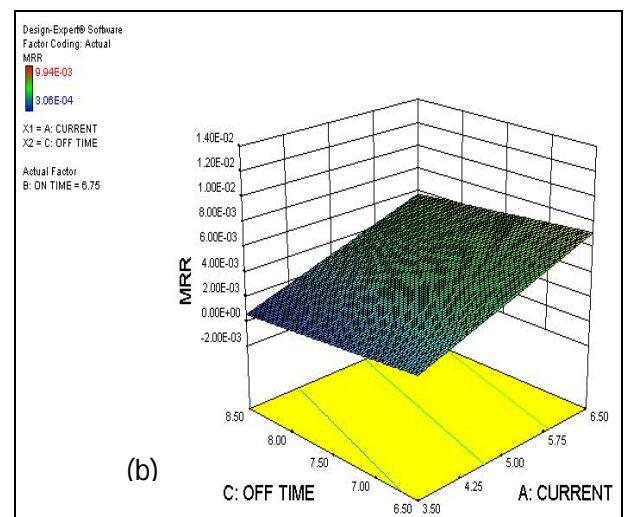 Design-Expert® Software
Factor Coding: Actual
MRR
9.94E-03
3.06E-04
X1 = A: CURRENT
X2 = C: OFF TIME
Actual Factor
B: ON TIME = 6.75
1.40E-02
1.20E-02
1.00E-02
8.00E-03
6.00E-03
4.00E-03
2.00E-03
0.00E+00
-2.00E-03
MRR
8.50
8.00
7.50
7.00
6.50
3.50
4.25
5.00
5.75
6.50
(b)
C: OFF TIME
A: CURRENT